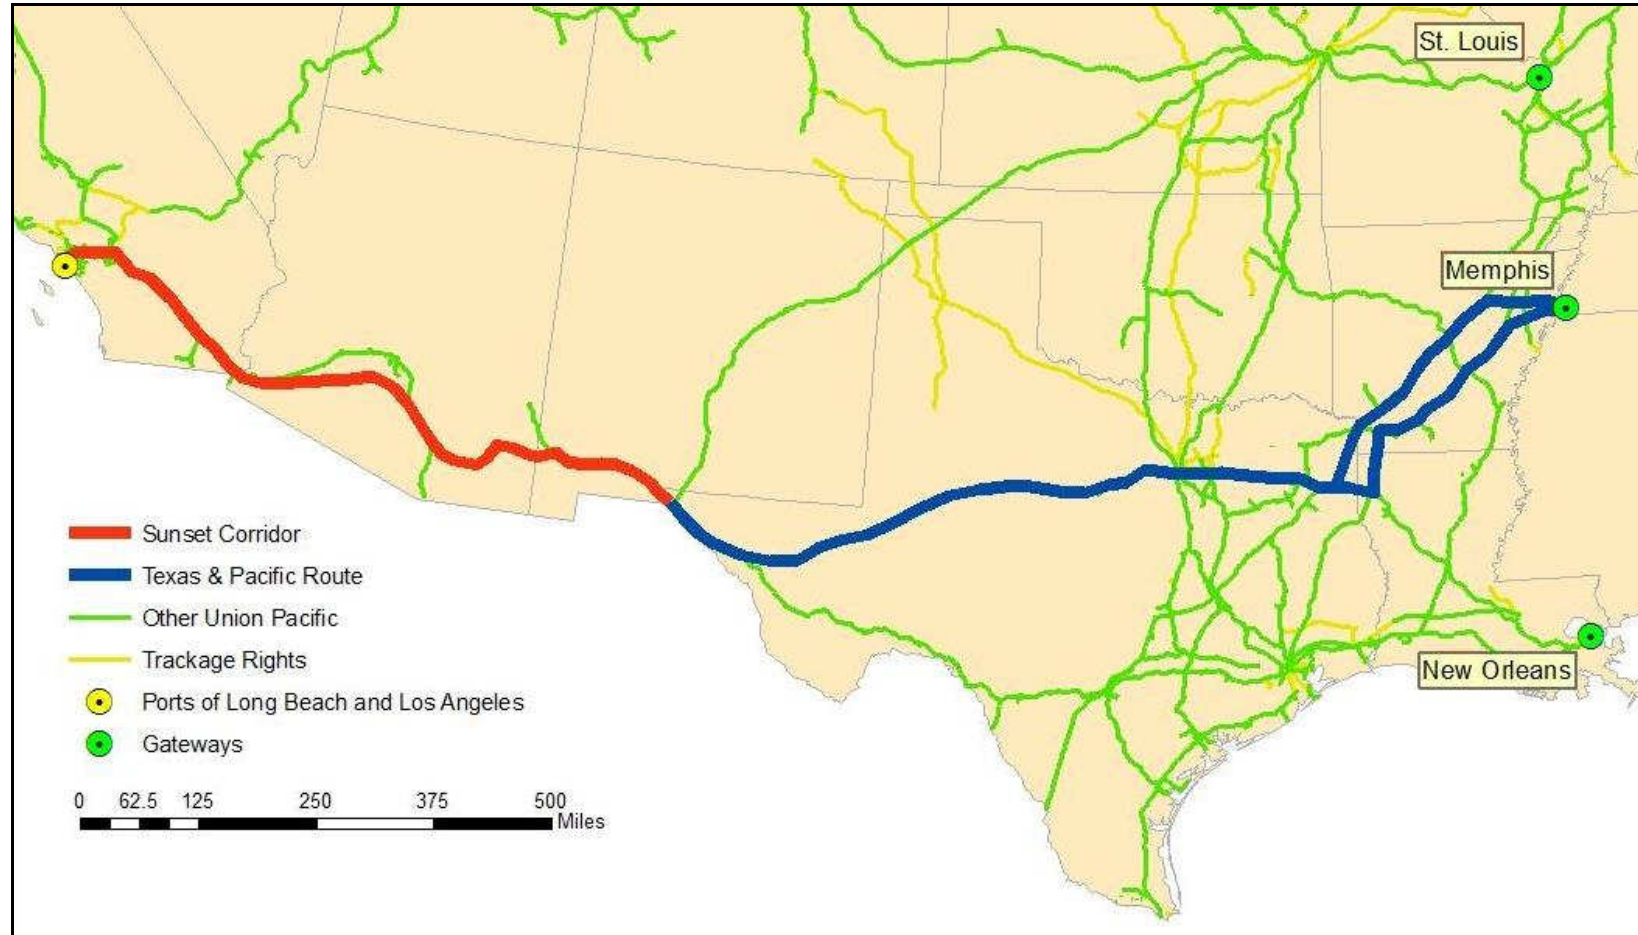 St. Louis
Memphis
New Orleans
Sunset Corridor
Texas & Pacific Route
Other Union Pacific
Trackage Rights
Ports of Long Beach and Los Angeles
Gateways
0 62.5 125 250 375 500
Miles